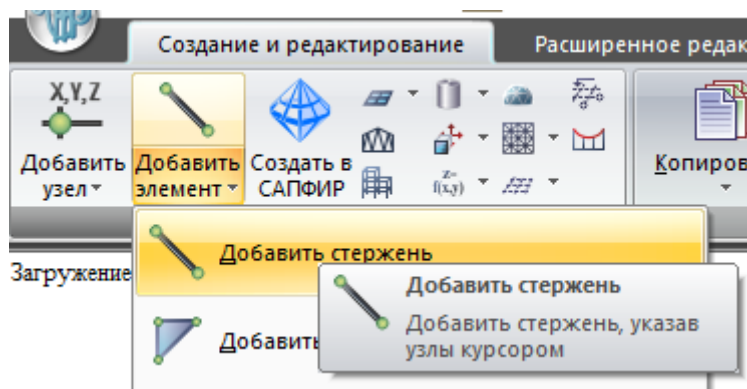 Создание и редактирование
Расширенное редак
X,Y,Z
Добавить узел
Добавить элемент
Создать в САПФИР
z=
f(x,y)
Копиров
Добавить стержень
Загружение
Добавить стержень
Добавить стержень, указав
узлы курсором
Добавить